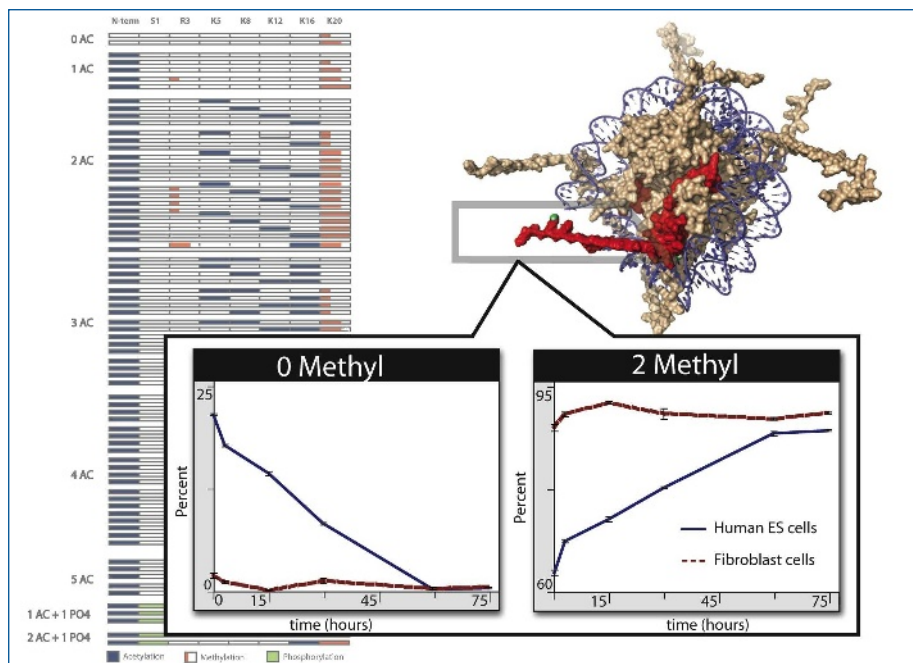 N-term S1 R3 K5 K8 K12 K16 K20
0 AC
1 AC
2 AC
3 AC
4 AC
5 AC
1 AC + 1 PO4
2 AC + 1 PO4
Acetylation Methylation Phosphorylation
0 Methyl
25
Percent
0
0 15 45 75
time (hours)
2 Methyl
95
Percent
60
15 45 75
time (hours)
Human ES cells
Fibroblast cells